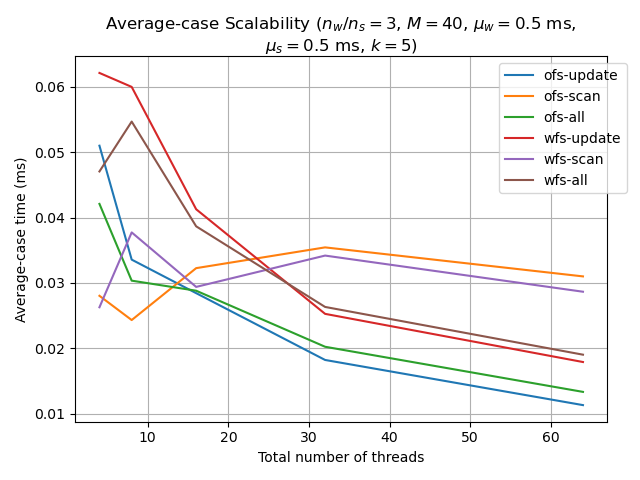 Average-case Scalability ($n_w/n_s = 3$, $M = 40$, $\mu_w = 0.5$ ms,
$\mu_s = 0.5$ ms, $k = 5$)
ofs-update
ofs-scan
ofs-all
wfs-update
wfs-scan
wfs-all
Average-case time (ms)
0.06
0.05
0.04
0.03
0.02
0.01
10 20 30 40 50 60
Total number of threads